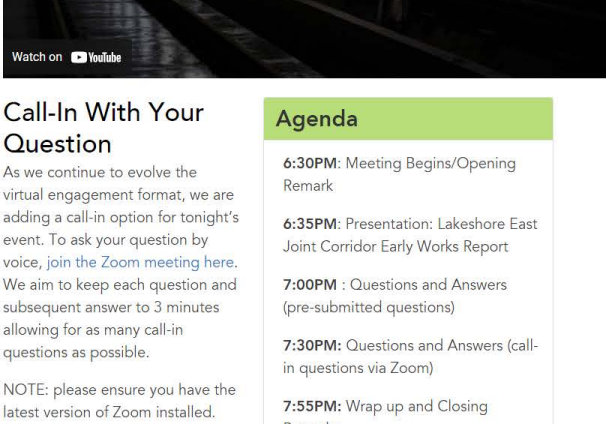 Watch on YouTube
Call-In With Your
Question
As we continue to evolve the
virtual engagement format, we are
adding a call-in option for tonight's
event. To ask your question by
voice, join the Zoom meeting here.
We aim to keep each question and
subsequent answer to 3 minutes
allowing for as many call-in
questions as possible.
NOTE: please ensure you have the
latest version of Zoom installed.
Agenda
6:30PM: Meeting Begins/Opening
Remark
6:35PM: Presentation: Lakeshore East
Joint Corridor Early Works Report
7:00PM : Questions and Answers
(pre-submitted questions)
7:30PM: Questions and Answers (call-
in questions via Zoom)
7:55PM: Wrap up and Closing